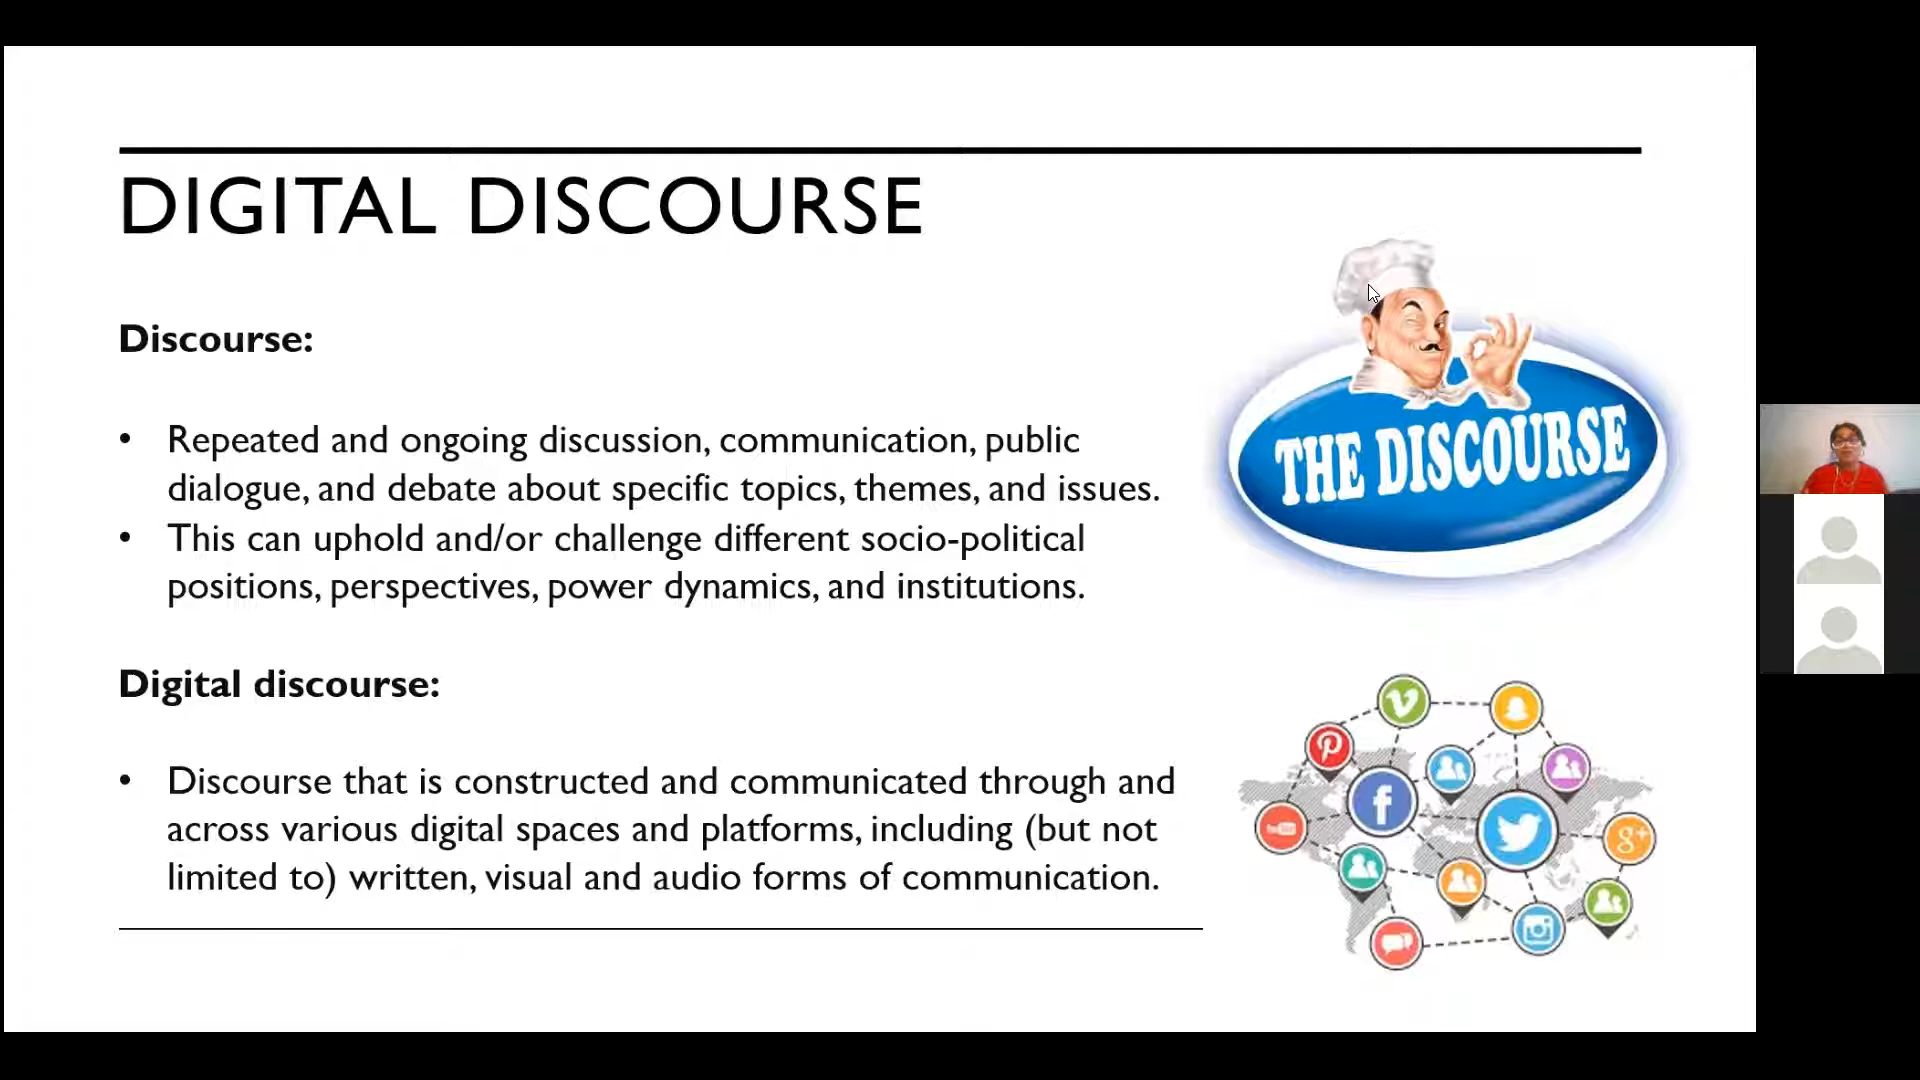 DIGITAL DISCOURSE
Discourse:
• Repeated and ongoing discussion, communication, public
dialogue, and debate about specific topics, themes, and issues.
• This can uphold and/or challenge different socio-political
positions, perspectives, power dynamics, and institutions.
Digital discourse:
• Discourse that is constructed and communicated through and
across various digital spaces and platforms, including (but not
limited to) written, visual and audio forms of communication.
THE DISCOURSE
g+